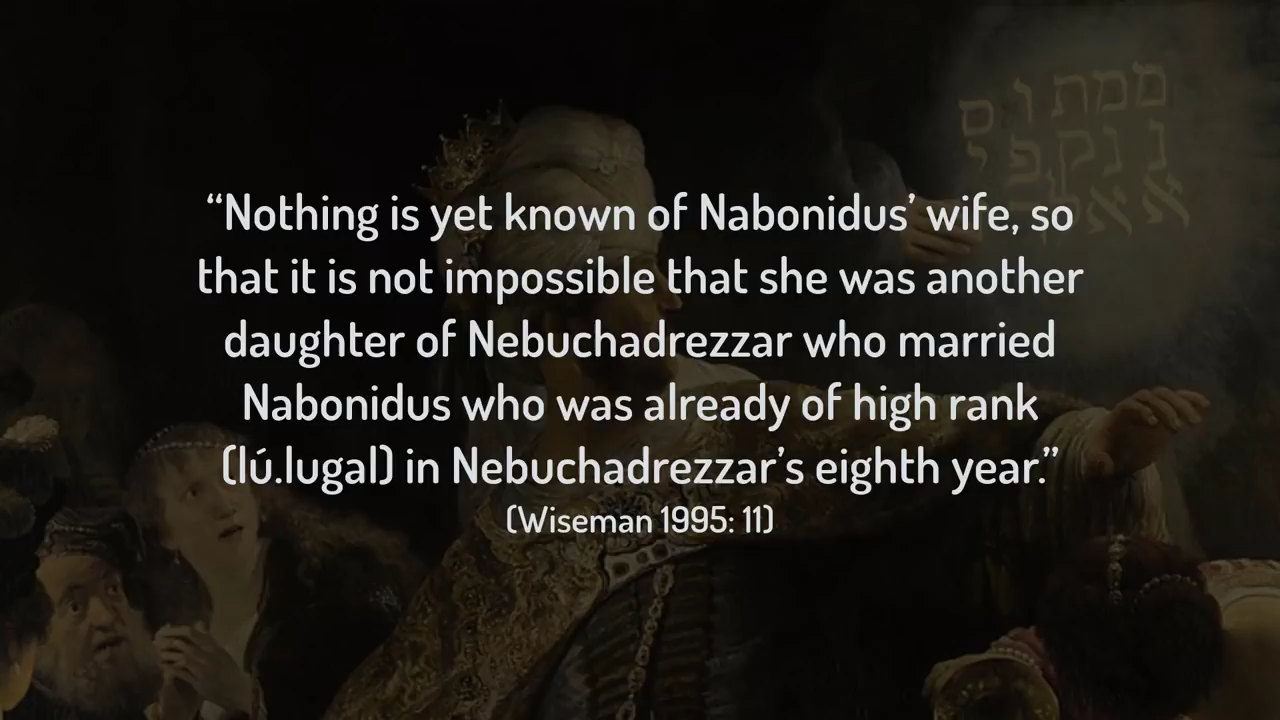 “Nothing is yet known of Nabonidus’ wife, so
that it is not impossible that she was another
daughter of Nebuchadrezzar who married
Nabonidus who was already of high rank
(lú.lugal) in Nebuchadrezzar’s eighth year.”
(Wiseman 1995: 11)
ממתוס
ננקפי